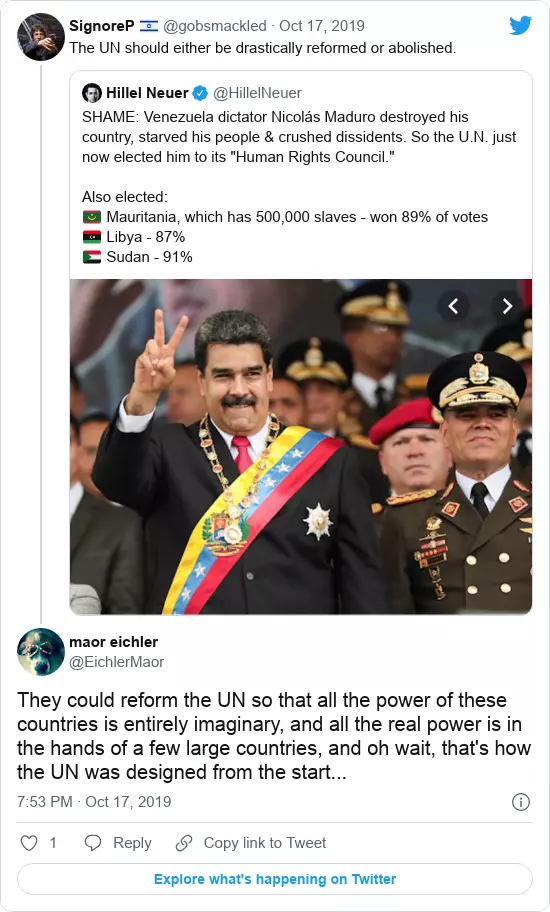 SignoreP 🇮🇱 @gobsmackled · Oct 17, 2019
The UN should either be drastically reformed or abolished.
Hillel Neuer @HillelNeuer
SHAME: Venezuela dictator Nicolás Maduro destroyed his
country, starved his people & crushed dissidents. So the U.N. just
now elected him to its "Human Rights Council."
Also elected:
🇲🇷 Mauritania, which has 500,000 slaves - won 89% of votes
🇱🇾 Libya - 87%
🇸🇩 Sudan - 91%
maor eichler
@EichlerMaor
They could reform the UN so that all the power of these
countries is entirely imaginary, and all the real power is in
the hands of a few large countries, and oh wait, that's how
the UN was designed from the start...
7:53 PM · Oct 17, 2019
1 Reply Copy link to Tweet
Explore what's happening on Twitter